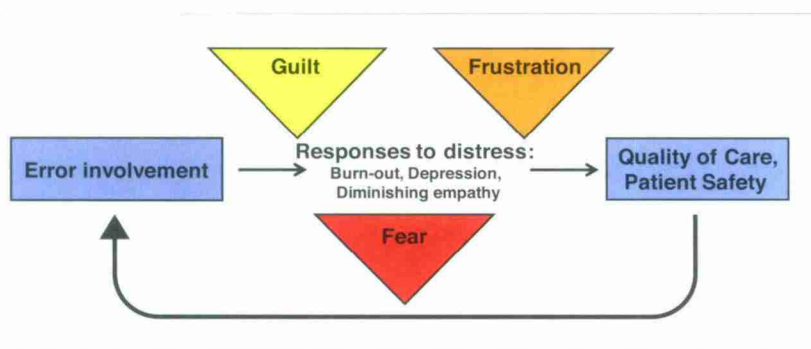 Guilt
Frustration
Error involvement
Responses to distress:
Burn-out, Depression,
Diminishing empathy
Quality of Care,
Patient Safety
Fear